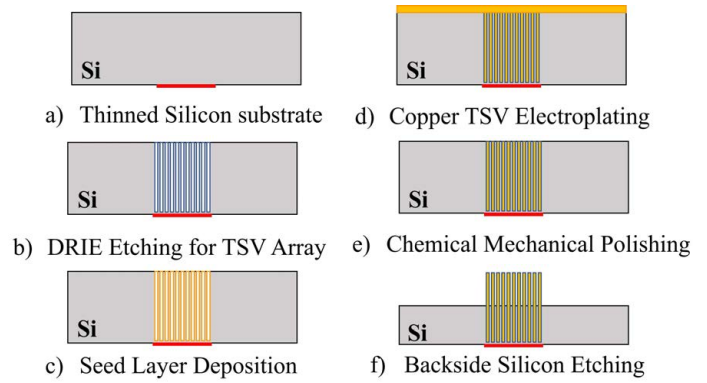 Si
a) Thinned Silicon substrate
Si
b) DRIE Etching for TSV Array
Si
c) Seed Layer Deposition
Si
d) Copper TSV Electroplating
Si
e) Chemical Mechanical Polishing
Si
f) Backside Silicon Etching